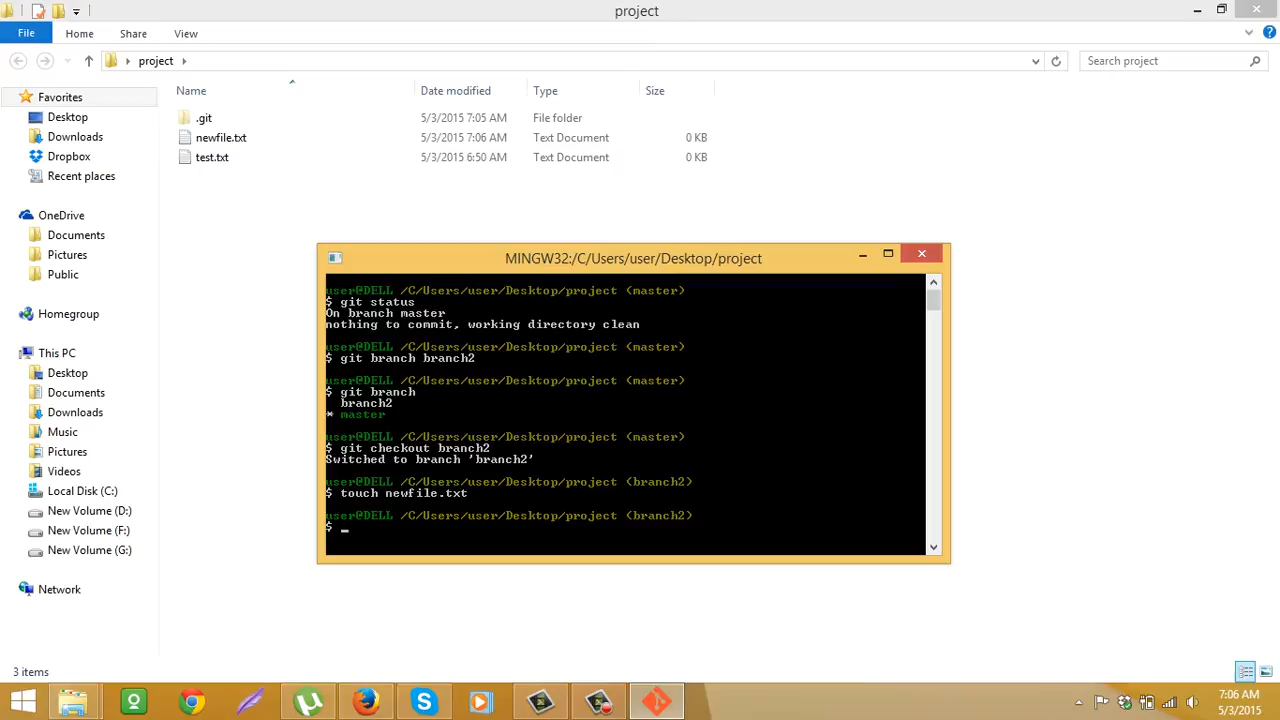 project
File Home Share View
project
Search project
Name Date modified Type Size
.git 5/3/2015 7:05 AM File folder
newfile.txt 5/3/2015 7:06 AM Text Document 0 KB
test.txt 5/3/2015 6:50 AM Text Document 0 KB
Favorites
Desktop
Downloads
Dropbox
Recent places
OneDrive
Documents
Pictures
Public
Homegroup
This PC
Desktop
Documents
Downloads
Music
Pictures
Videos
Local Disk (C:)
New Volume (D:)
New Volume (F:)
New Volume (G:)
Network
MINGW32:/C/Users/user/Desktop/project
user@DELL /C/Users/user/Desktop/project (master)
$ git status
On branch master
nothing to commit, working directory clean
user@DELL /C/Users/user/Desktop/project (master)
$ git branch branch2
user@DELL /C/Users/user/Desktop/project (master)
$ git branch
branch2
* master
user@DELL /C/Users/user/Desktop/project (master)
$ git checkout branch2
Switched to branch 'branch2'
user@DELL /C/Users/user/Desktop/project (branch2)
$ touch newfile.txt
user@DELL /C/Users/user/Desktop/project (branch2)
$ _
3 items
7:06 AM
5/3/2015